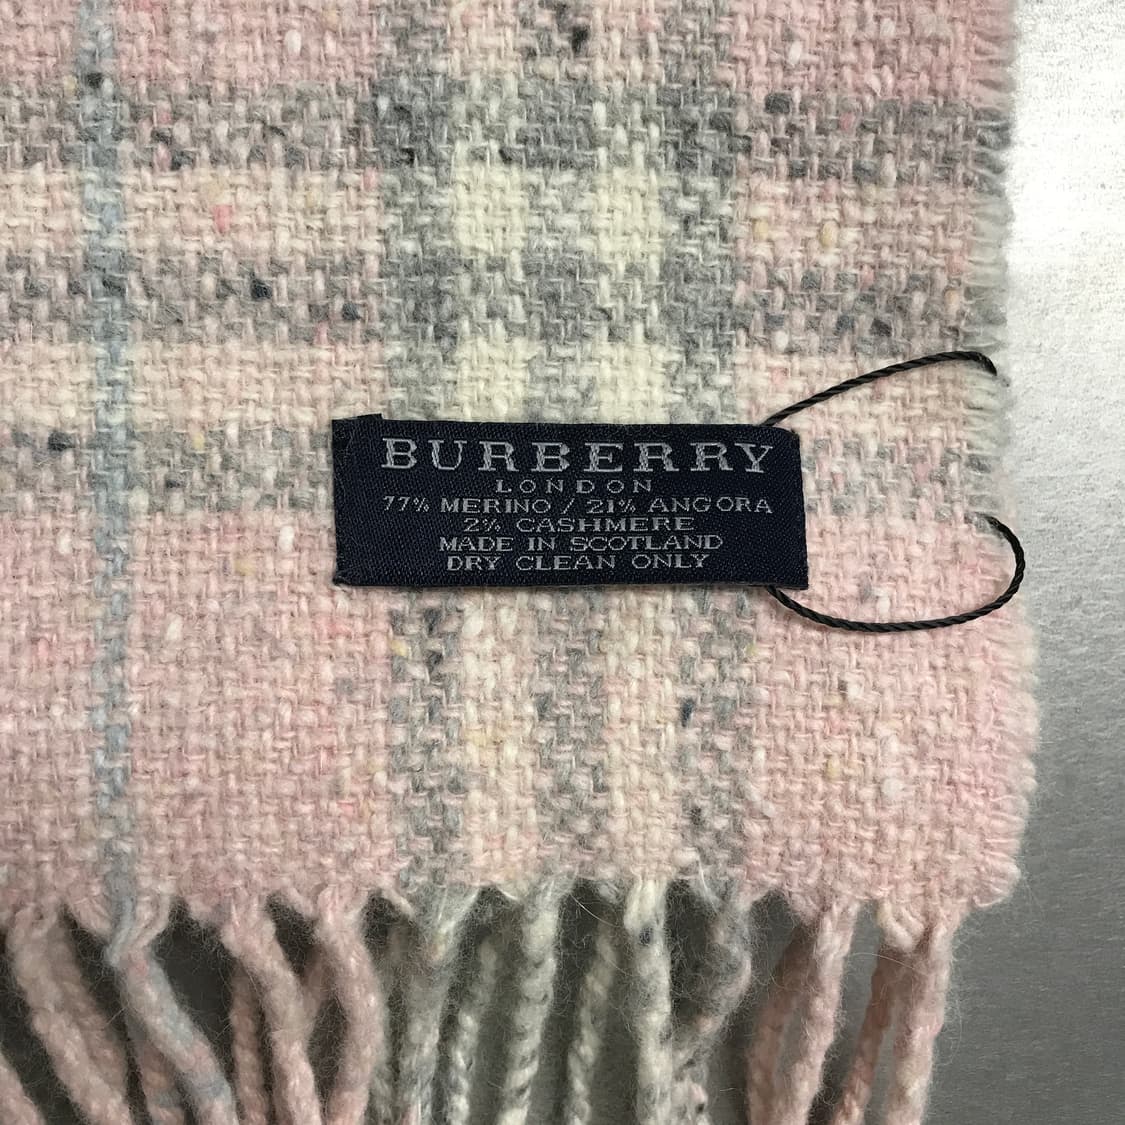 BURBERRY
LONDON
77% MERINO / 21% ANGORA
2% CASHMERE
MADE IN SCOTLAND
DRY CLEAN ONLY